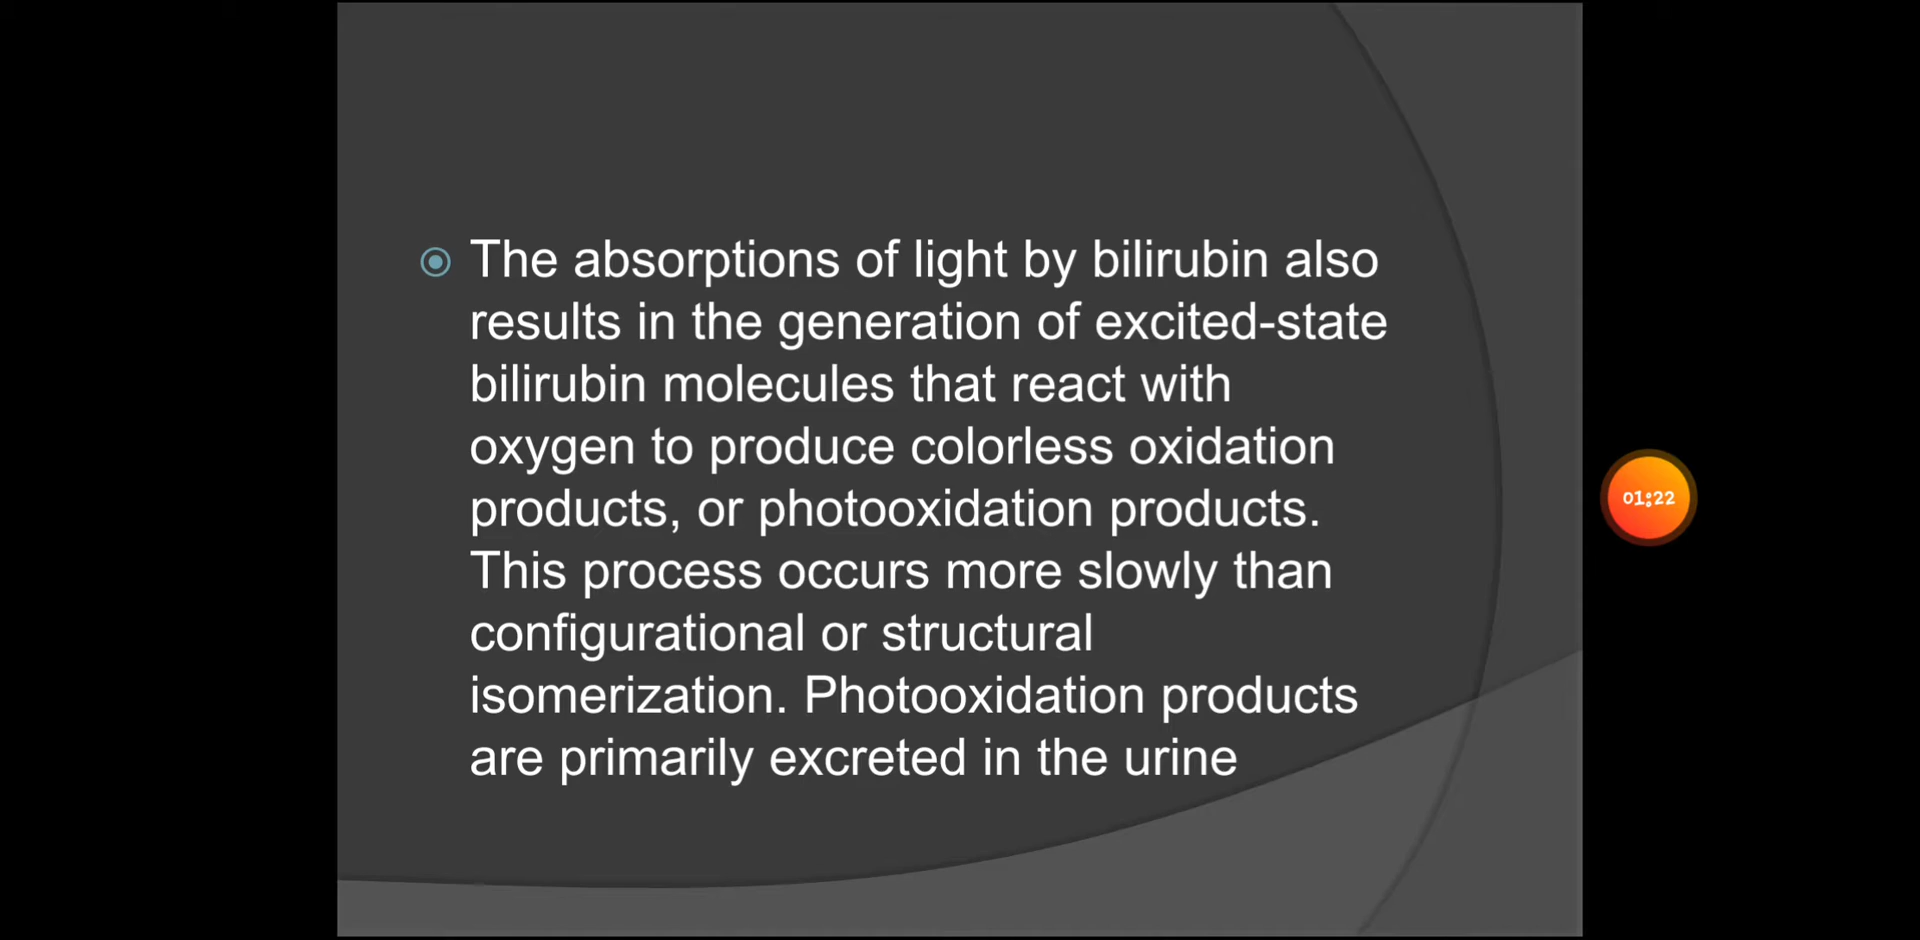 The absorptions of light by bilirubin also
results in the generation of excited-state
bilirubin molecules that react with
oxygen to produce colorless oxidation
products, or photooxidation products.
This process occurs more slowly than
configurational or structural
isomerization. Photooxidation products
are primarily excreted in the urine
01:22